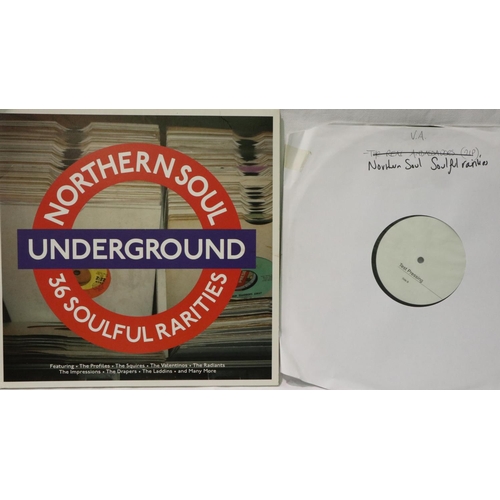 NORTHERN SOUL
UNDERGROUND
36 SOULFUL RARITIES
Featuring • The Profiles • The Squires • The Valentinos • The Radiants
The Impressions • The Drapers • The Laddins • and Many More
V.A
(2LP).
Northern Soul Soulful rarities
Test Pressing